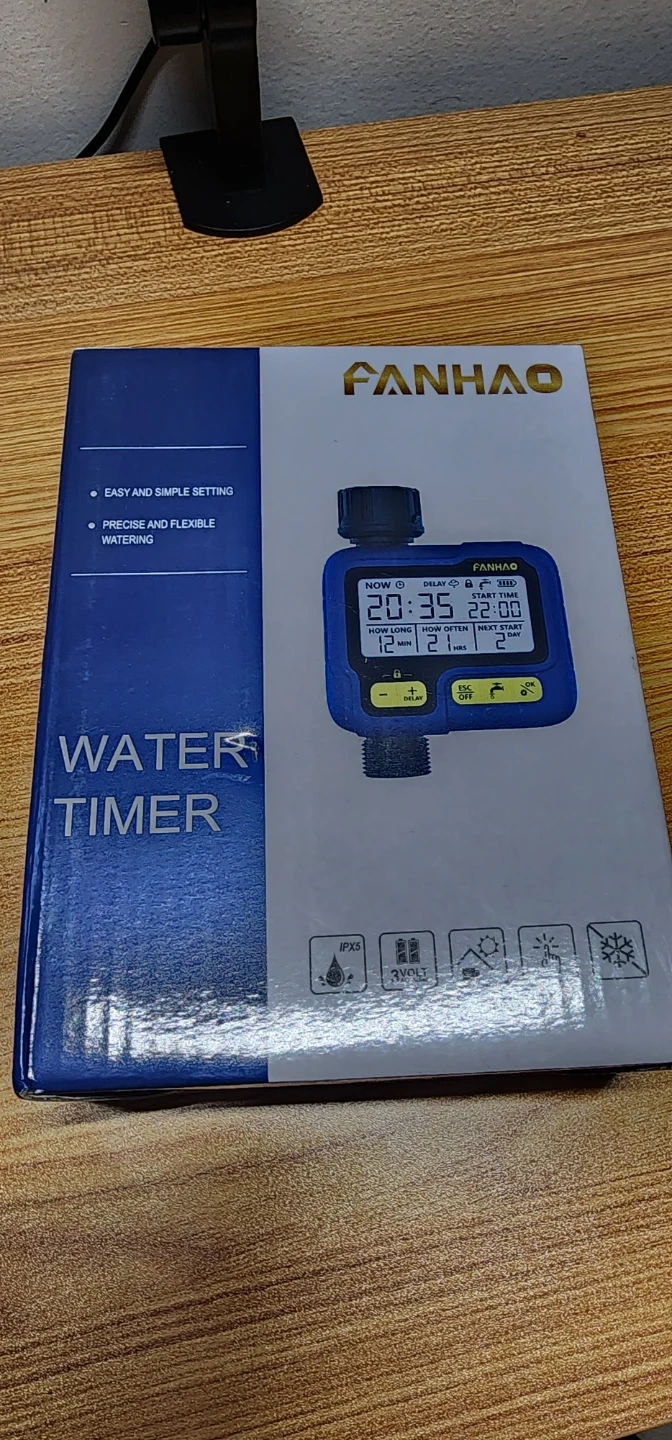 FANHAO
EASY AND SIMPLE SETTING
PRECISE AND FLEXIBLE
WATERING
FANHAO
NOW DELAY
START TIME
20:35 22:00
HOW LONG HOW OFTEN NEXT START
12 MIN 21 HRS 2 DAY
- + DELAY
ESC OFF OK
WATER
TIMER
IPX5
3VOLT